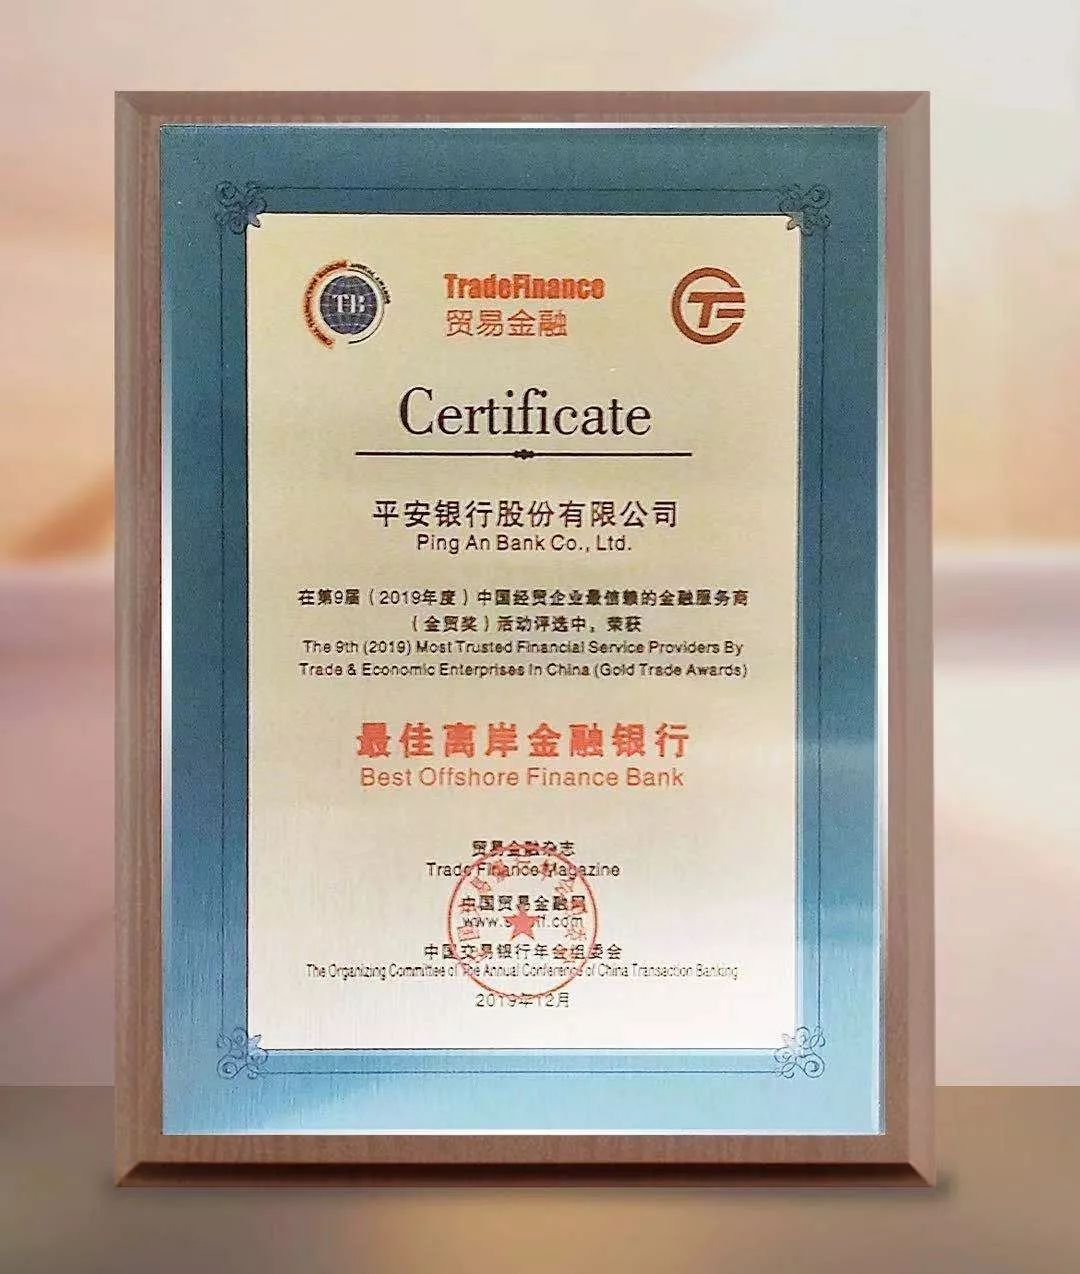 TB
TradeFinance
贸易金融
Certificate
平安银行股份有限公司
Ping An Bank Co., Ltd.
在第9届（2019年度）中国经贸企业最信赖的金融服务商
（金贸奖）活动评选中，荣获
The 9th (2019) Most Trusted Financial Service Providers By
Trade & Economic Enterprises In China (Gold Trade Awards)
最佳离岸金融银行
Best Offshore Finance Bank
贸易金融杂志
Trade Finance Magazine
中国贸易金融网
中国交易银行年会组委会
The Organizing Committee of The Annual Conference of China Transaction Banking
2019年12月